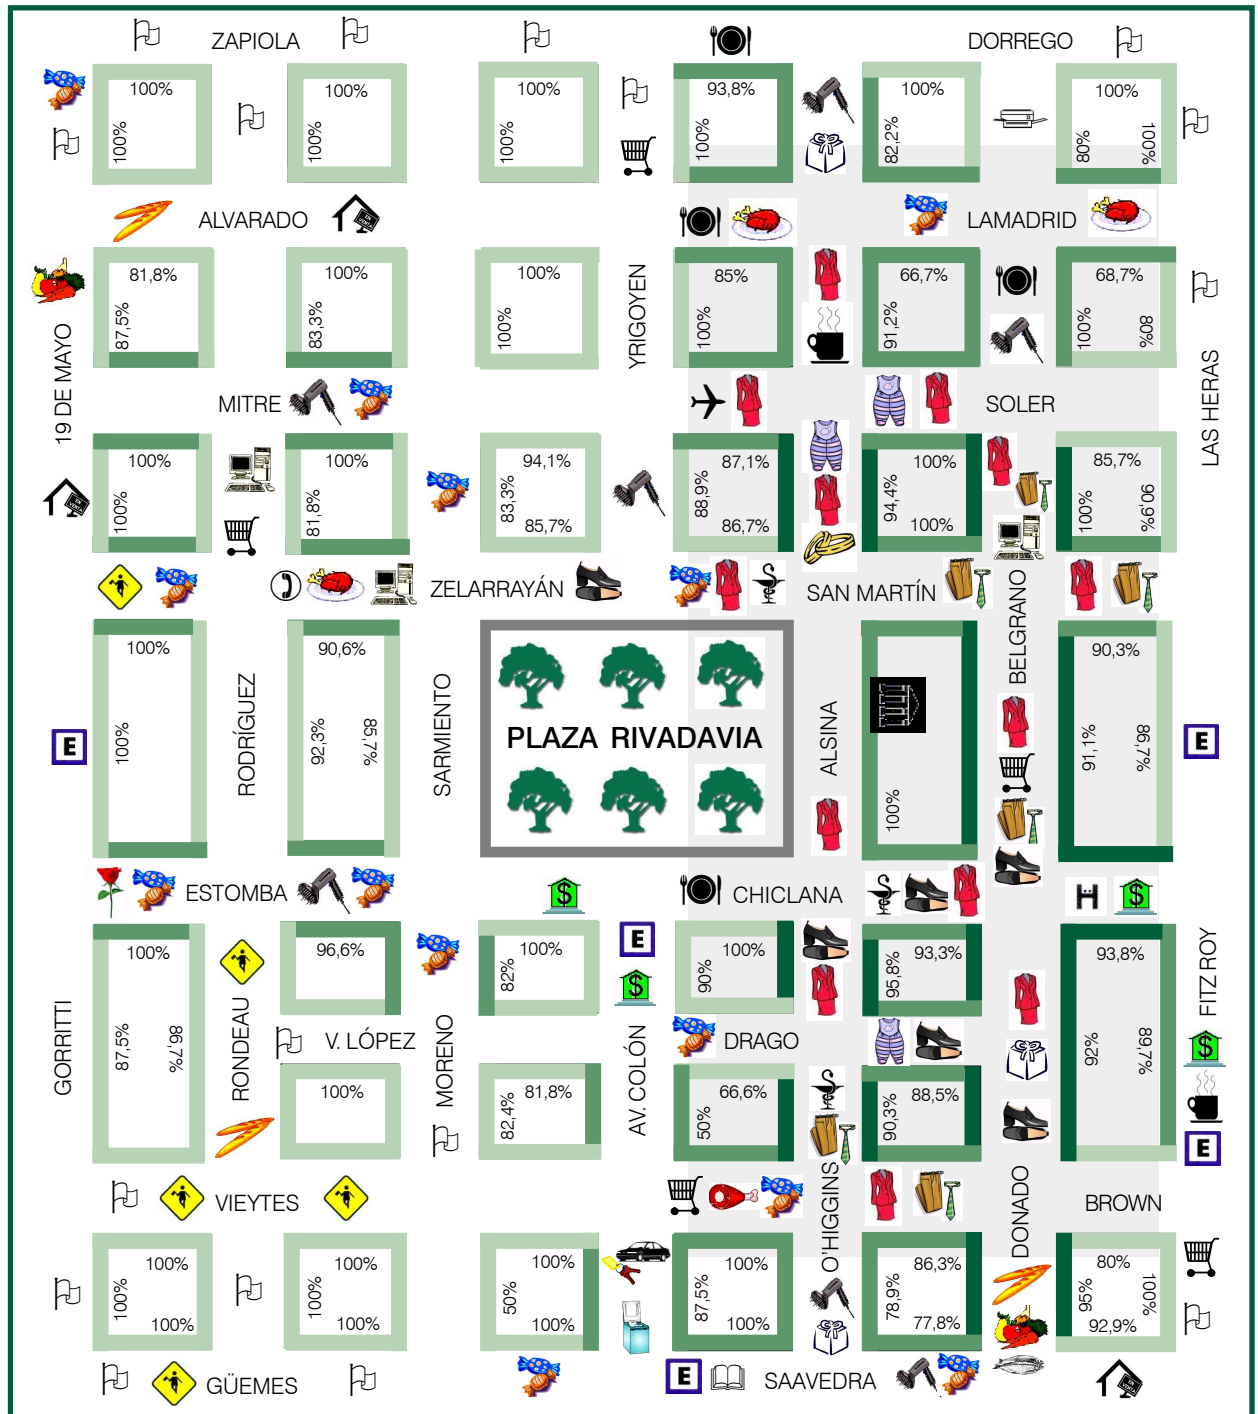 ZAPIOLA DORREGO
100% 100% 100% 93,8% 100% 100%
100% 100% 100% 100% 82,2% 80% 100%
ALVARADO EN VENTA LAMADRID
81,8% 100% 100% 85% 66,7% 68,7%
87,5% 83,3% 100% 100% 91,2% 100% 80%
19 DE MAYO YRIGOYEN LAS HERAS
MITRE SOLER
100% 100% 94,1% 87,1% 100% 85,7%
100% 81,8% 83,3% 88,9% 94,4% 100% 90,9%
EN VENTA
85,7% 86,7% 100%
ZELARRAYÁN SAN MARTÍN
BELGRANO
100% 90,6% 90,3%
RODRÍGUEZ SARMIENTO ALSINA
PLAZA RIVADAVIA
E 100% 92,3% 85,7% 91,1% 86,7% E
100%
ESTOMBA $ CHICLANA H $
100% 96,6% 100% 100% 93,3% 93,8%
E
82% 90% 95,8%
$
GORRITTI RONDEAU MORENO AV. COLÓN FITZ ROY
V. LÓPEZ DRAGO
87,5% 86,7% 92% 89,7%
$
100% 81,8% 66,6% 88,5%
82,4% 50% 90,3%
E
VIEYTES O'HIGGINS DONADO BROWN
100% 100% 100% 100% 86,3% 80%
100% 100% 50% 87,5% 78,9% 95% 100%
100% 100% 100% 100% 77,8% 92,9%
GÜEMES E SAAVEDRA EN VENTA